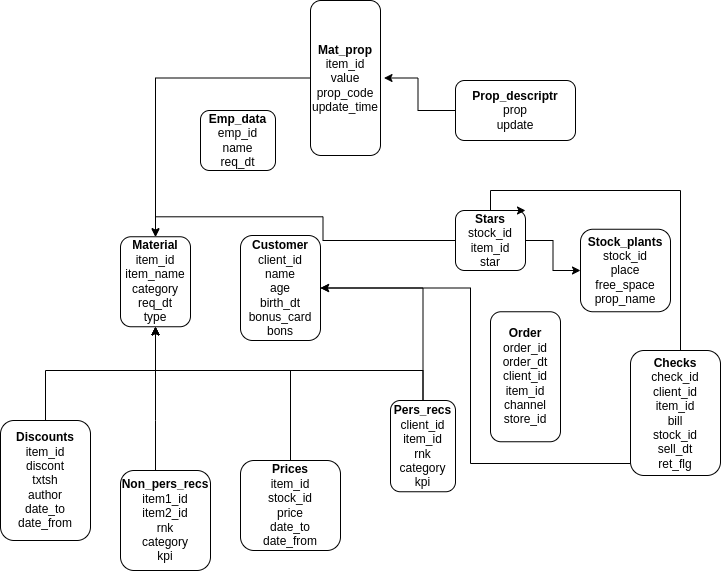 Mat_prop
item_id
value
prop_code
update_time
Prop_descriptr
prop
update
Emp_data
emp_id
name
req_dt
Material
item_id
item_name
category
req_dt
type
Customer
client_id
name
age
birth_dt
bonus_card
bons
Stars
stock_id
item_id
star
Stock_plants
stock_id
place
free_space
prop_name
Order
order_id
order_dt
client_id
item_id
channel
store_id
Checks
check_id
client_id
item_id
bill
stock_id
sell_dt
ret_flg
Discounts
item_id
discont
txtsh
author
date_to
date_from
Non_pers_recs
item1_id
item2_id
rnk
category
kpi
Prices
item_id
stock_id
price
date_to
date_from
Pers_recs
client_id
item_id
rnk
category
kpi